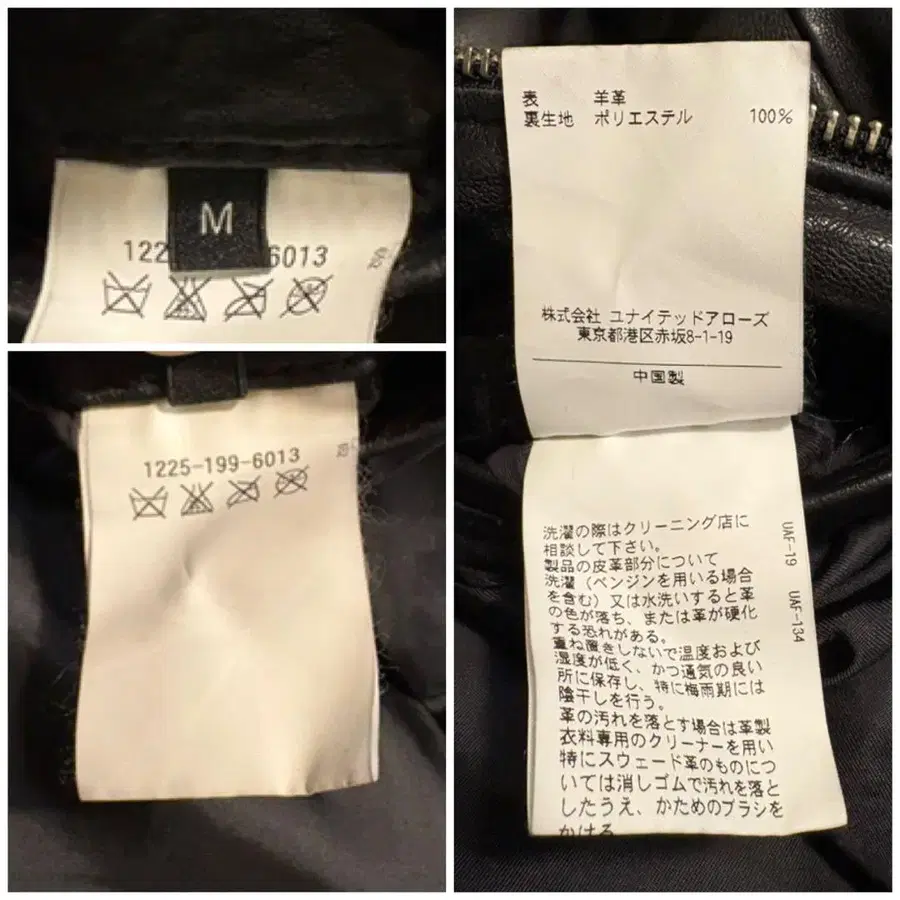 M
122 6013
1225-199-6013
表 羊革
裏生地 ポリエステル 100%
株式会社 ユナイテッドアローズ
東京都港区赤坂8-1-19
中国製
洗濯の際はクリーニング店に
相談して下さい。
製品の皮革部分について
洗濯(ベンジンを用いる場合
を含む)又は水洗いすると革
の色が落ち、または革が硬化
する恐れがある。
重ね置きしないで温度および
湿度が低く、かつ通気の良い
所に保存し、特に梅雨期には
陰干しを行う。
革の汚れを落とす場合は革製
衣料専用のクリーナーを用い
特にスウェード革のものにつ
いては消しゴムで汚れを落と
したうえ、かためのブラシを
かける
UAF-19 UAF-134